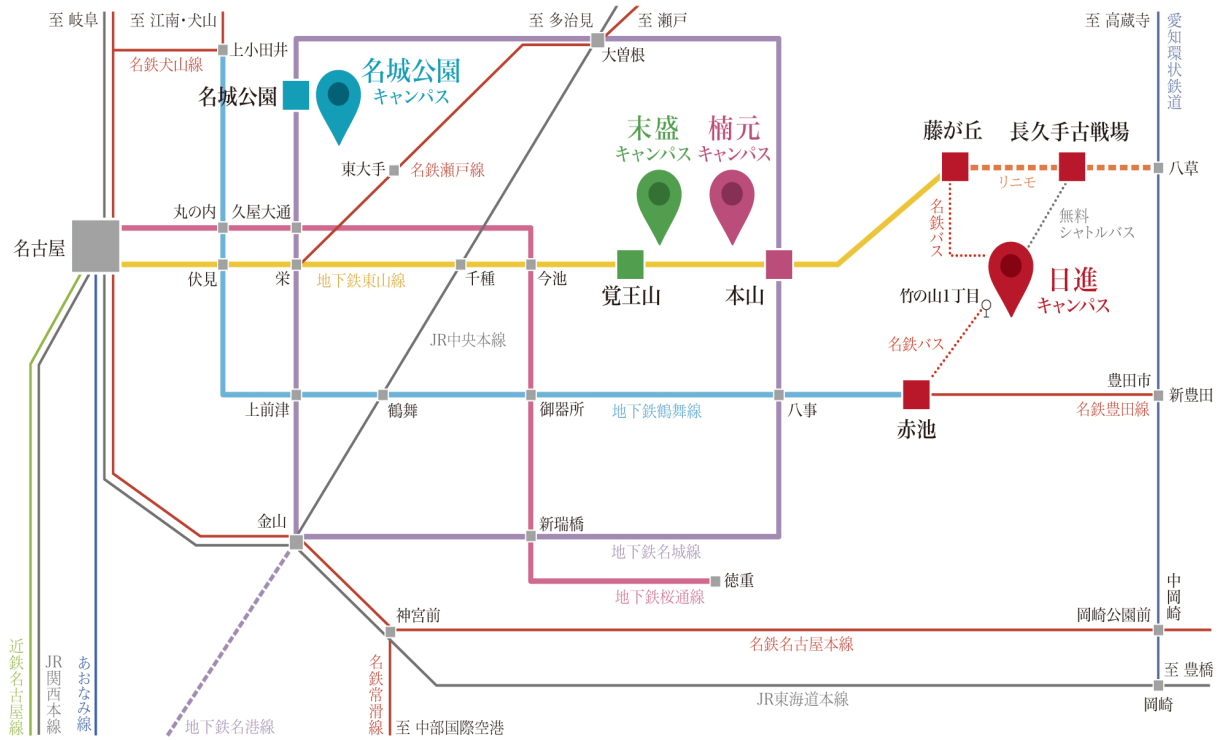 至 岐阜
至 江南・犬山
至 多治見
至 瀬戸
至 高蔵寺
愛知環状鉄道
上小田井
名鉄犬山線
大曽根
名城公園
名城公園
キャンパス
末盛
キャンパス
楠元
キャンパス
藤が丘
長久手古戦場
東大手
名鉄瀬戸線
リニモ
八草
丸の内
久屋大通
名鉄バス
無料
シャトルバス
名古屋
伏見
栄
地下鉄東山線
千種
今池
覚王山
本山
日進
キャンパス
竹の山1丁目
JR中央本線
名鉄バス
豊田市
新豊田
上前津
鶴舞
御器所
地下鉄鶴舞線
八事
赤池
名鉄豊田線
金山
新瑞橋
地下鉄名城線
徳重
地下鉄桜通線
中岡崎
神宮前
岡崎公園前
名鉄名古屋本線
近鉄名古屋線
JR関西本線
あおなみ線
名鉄常滑線
至 豊橋
JR東海道本線
岡崎
地下鉄名港線
至 中部国際空港